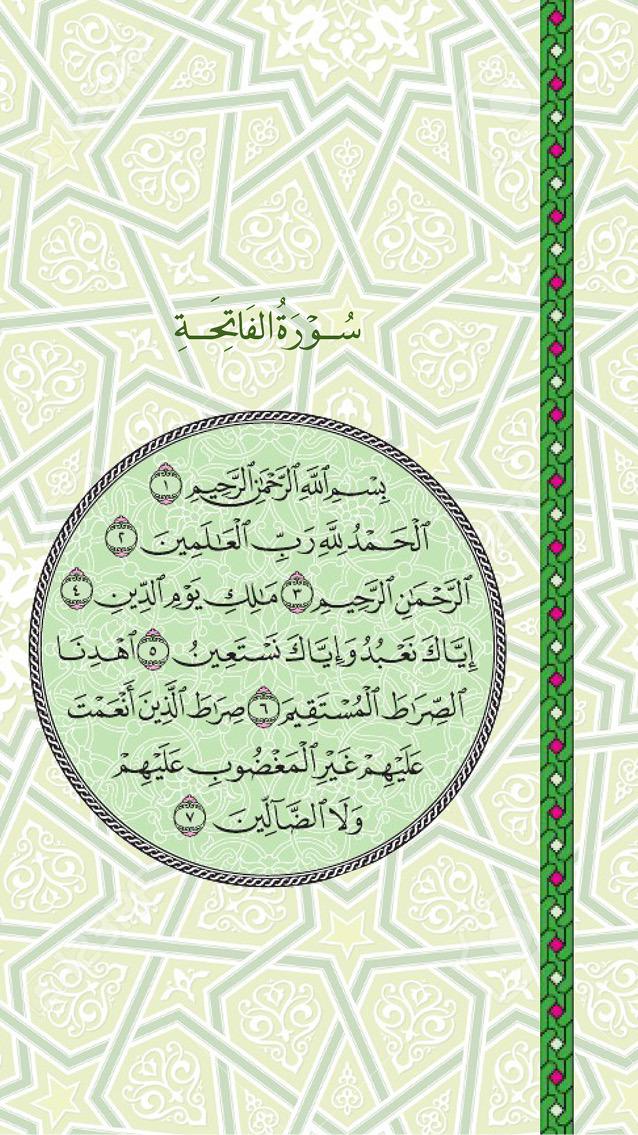 سُورَةُ الفَاتِحَةِ
بِسْمِ ٱللَّهِ ٱلرَّحْمَٰنِ ٱلرَّحِيمِ ١
ٱلْحَمْدُ لِلَّهِ رَبِّ ٱلْعَٰلَمِينَ ٢
ٱلرَّحْمَٰنِ ٱلرَّحِيمِ ٣ مَٰلِكِ يَوْمِ ٱلدِّينِ ٤
إِيَّاكَ نَعْبُدُ وَإِيَّاكَ نَسْتَعِينُ ٥ ٱهْدِنَا
ٱلصِّرَٰطَ ٱلْمُسْتَقِيمَ ٦ صِرَٰطَ ٱلَّذِينَ أَنْعَمْتَ
عَلَيْهِمْ غَيْرِ ٱلْمَغْضُوبِ عَلَيْهِمْ
وَلَا ٱلضَّآلِّينَ ٧